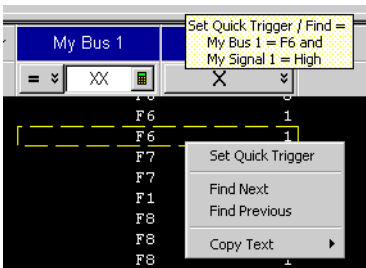 My Bus 1
Set Quick Trigger / Find =
My Bus 1 = F6 and
My Signal 1 = High
= XX X
F6 1
F6 1
F7
F7
F1
F8
F8
F8 1
Set Quick Trigger
Find Next
Find Previous
Copy Text